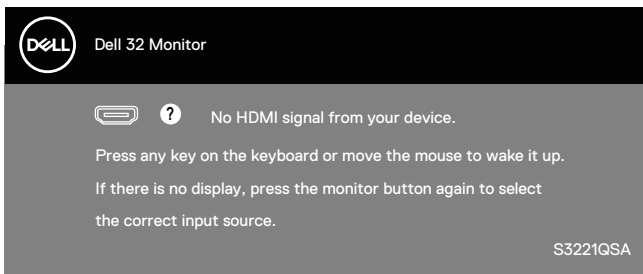 DELL
Dell 32 Monitor
? No HDMI signal from your device.
Press any key on the keyboard or move the mouse to wake it up.
If there is no display, press the monitor button again to select
the correct input source.
S3221QSA